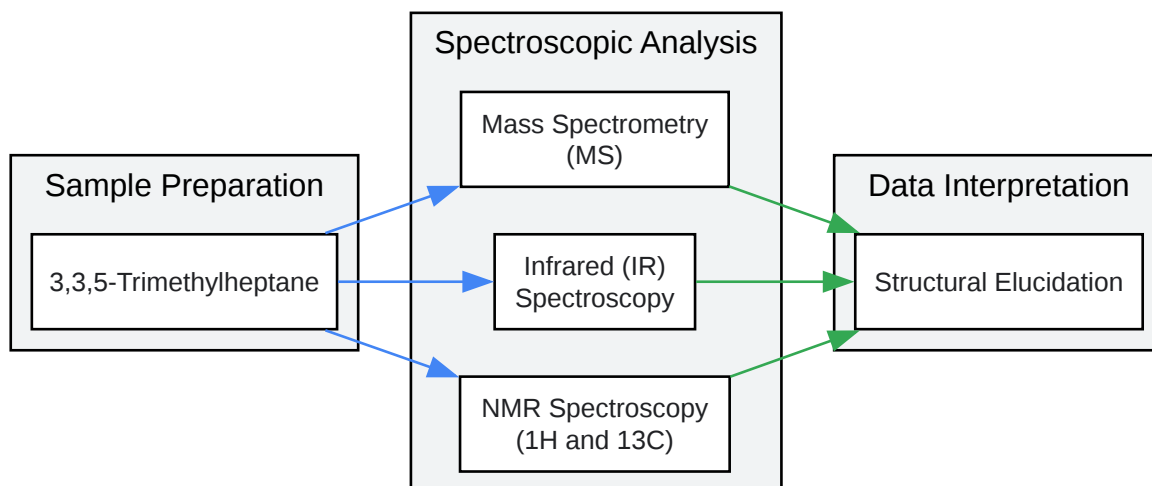 Spectroscopic Analysis
Mass Spectrometry
(MS)
Sample Preparation
Data Interpretation
3,3,5-Trimethylheptane
Infrared (IR)
Spectroscopy
Structural Elucidation
NMR Spectroscopy
(1H and 13C)